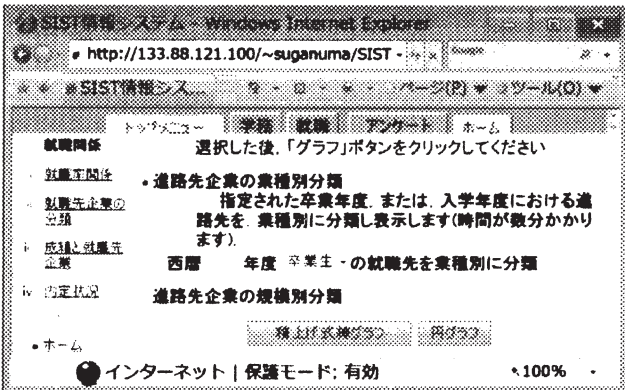 SIST情報システム - Windows Internet Explorer
http://133.88.121.100/~suganuma/SIST
Google
SIST情報シス... ページ(P) ツール(O)
トップメニュー 学務 就職 アンケート ホーム
就職関係 選択した後,「グラフ」ボタンをクリックしてください
就職率関係
・進路先企業の業種別分類
指定された卒業年度, または, 入学年度における進
就職先企業の
分類
路先を, 業種別に分類し表示します(時間が数分かかり
ます).
iii 成績と就職先
企業
西暦 年度 卒業生 の就職先を業種別に分類
iv 内定状況
進路先企業の規模別分類
積上げ式棒グラフ 円グラフ
・ホーム
インターネット | 保護モード: 有効 100%